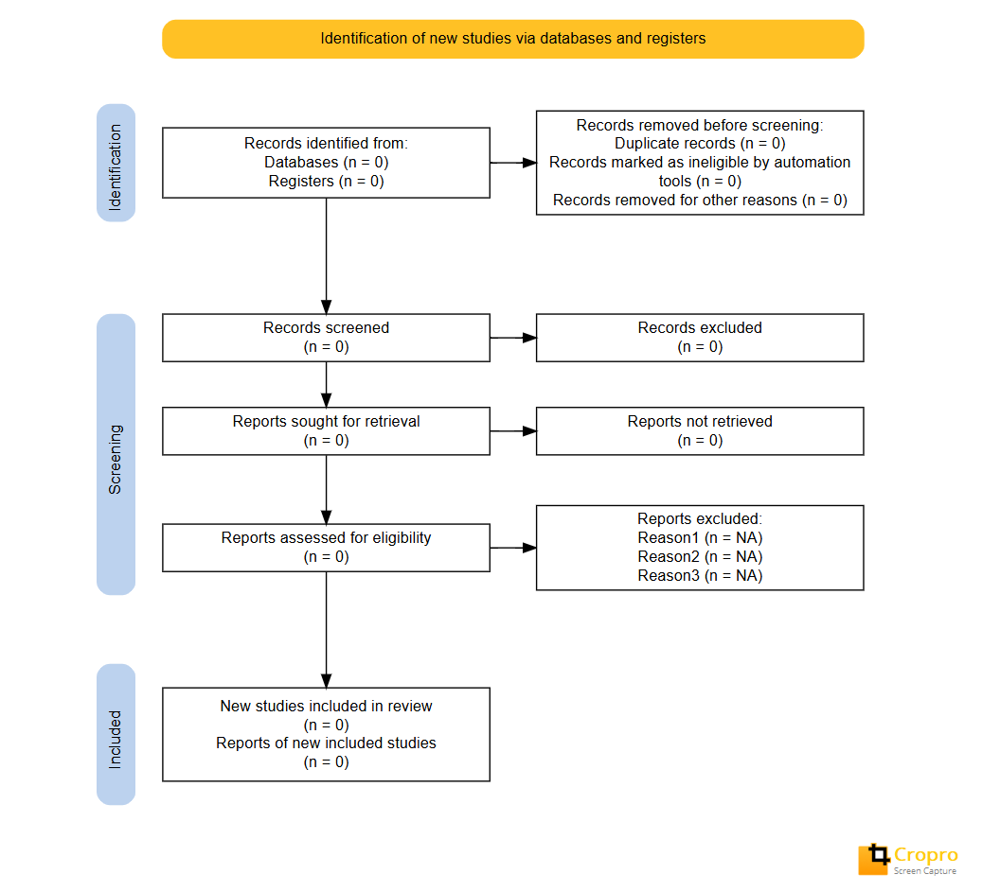 Identification of new studies via databases and registers
Identification
Records identified from:
Databases (n = 0)
Registers (n = 0)
Records removed before screening:
Duplicate records (n = 0)
Records marked as ineligible by automation
tools (n = 0)
Records removed for other reasons (n = 0)
Screening
Records screened
(n = 0)
Records excluded
(n = 0)
Reports sought for retrieval
(n = 0)
Reports not retrieved
(n = 0)
Reports assessed for eligibility
(n = 0)
Reports excluded:
Reason1 (n = NA)
Reason2 (n = NA)
Reason3 (n = NA)
Included
New studies included in review
(n = 0)
Reports of new included studies
(n = 0)
Cropro
Screen Capture